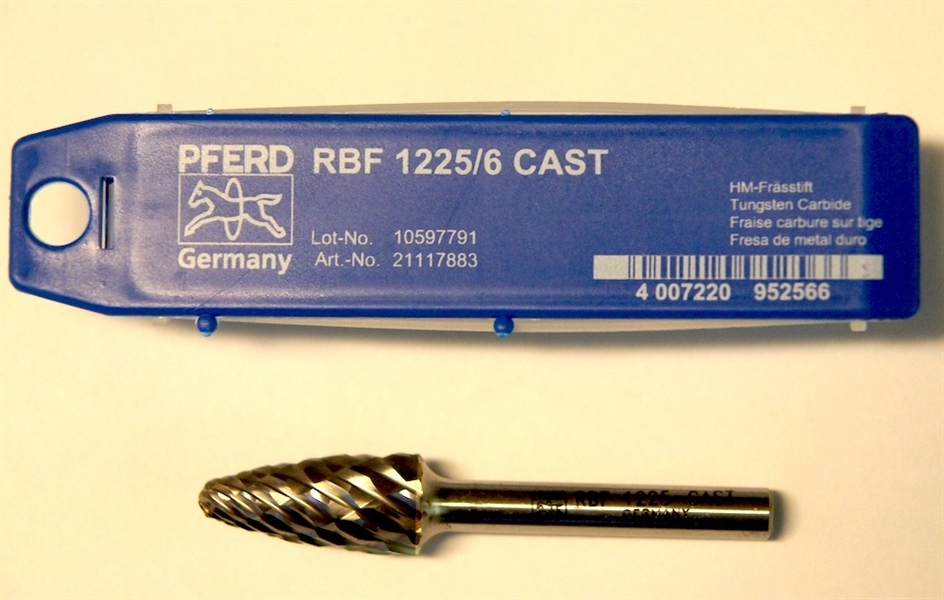 PFERD RBF 1225/6 CAST
HM-Frässtift
Tungsten Carbide
Fraise carbure sur tige
Fresa de metal duro
Lot-No. 10597791
Art.-No. 21117883
Germany
4 007220 952566
RBF 1225 CAST
GERMANY